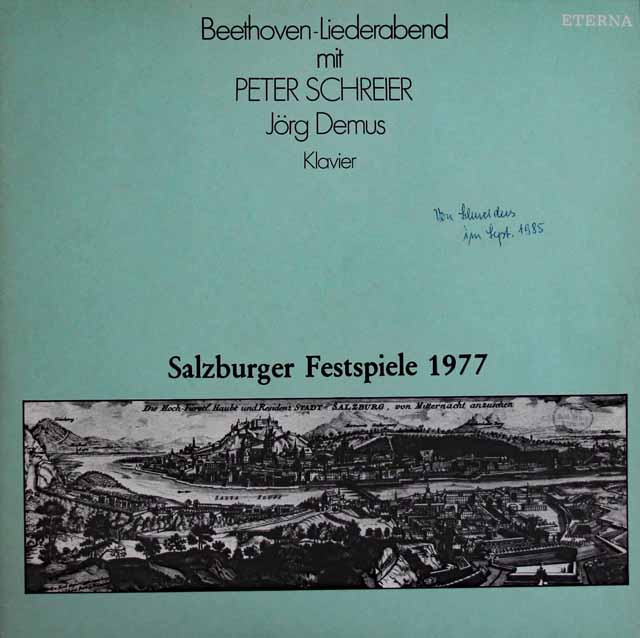 Beethoven-Liederabend
ETERNA
mit
PETER SCHREIER
Jörg Demus
Klavier
Von
im Sept. 1985
Salzburger Festspiele 1977
Die Hoch-Fürstl. Haubt und Residenz STADT SALZBURG, von Mitternacht anzusehen